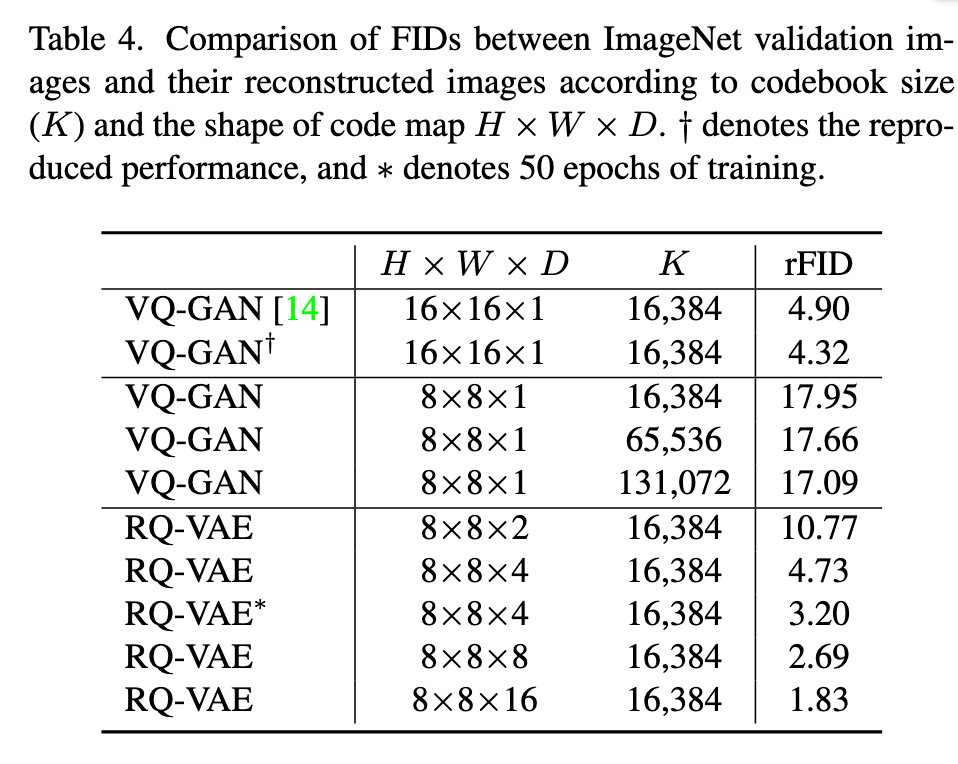 Table 4. Comparison of FIDs between ImageNet validation im-
ages and their reconstructed images according to codebook size
(K) and the shape of code map H × W × D. † denotes the repro-
duced performance, and * denotes 50 epochs of training.
H × W × D K rFID
VQ-GAN [14] 16×16×1 16,384 4.90
VQ-GAN† 16×16×1 16,384 4.32
VQ-GAN 8×8×1 16,384 17.95
VQ-GAN 8×8×1 65,536 17.66
VQ-GAN 8×8×1 131,072 17.09
RQ-VAE 8×8×2 16,384 10.77
RQ-VAE 8×8×4 16,384 4.73
RQ-VAE* 8×8×4 16,384 3.20
RQ-VAE 8×8×8 16,384 2.69
RQ-VAE 8×8×16 16,384 1.83